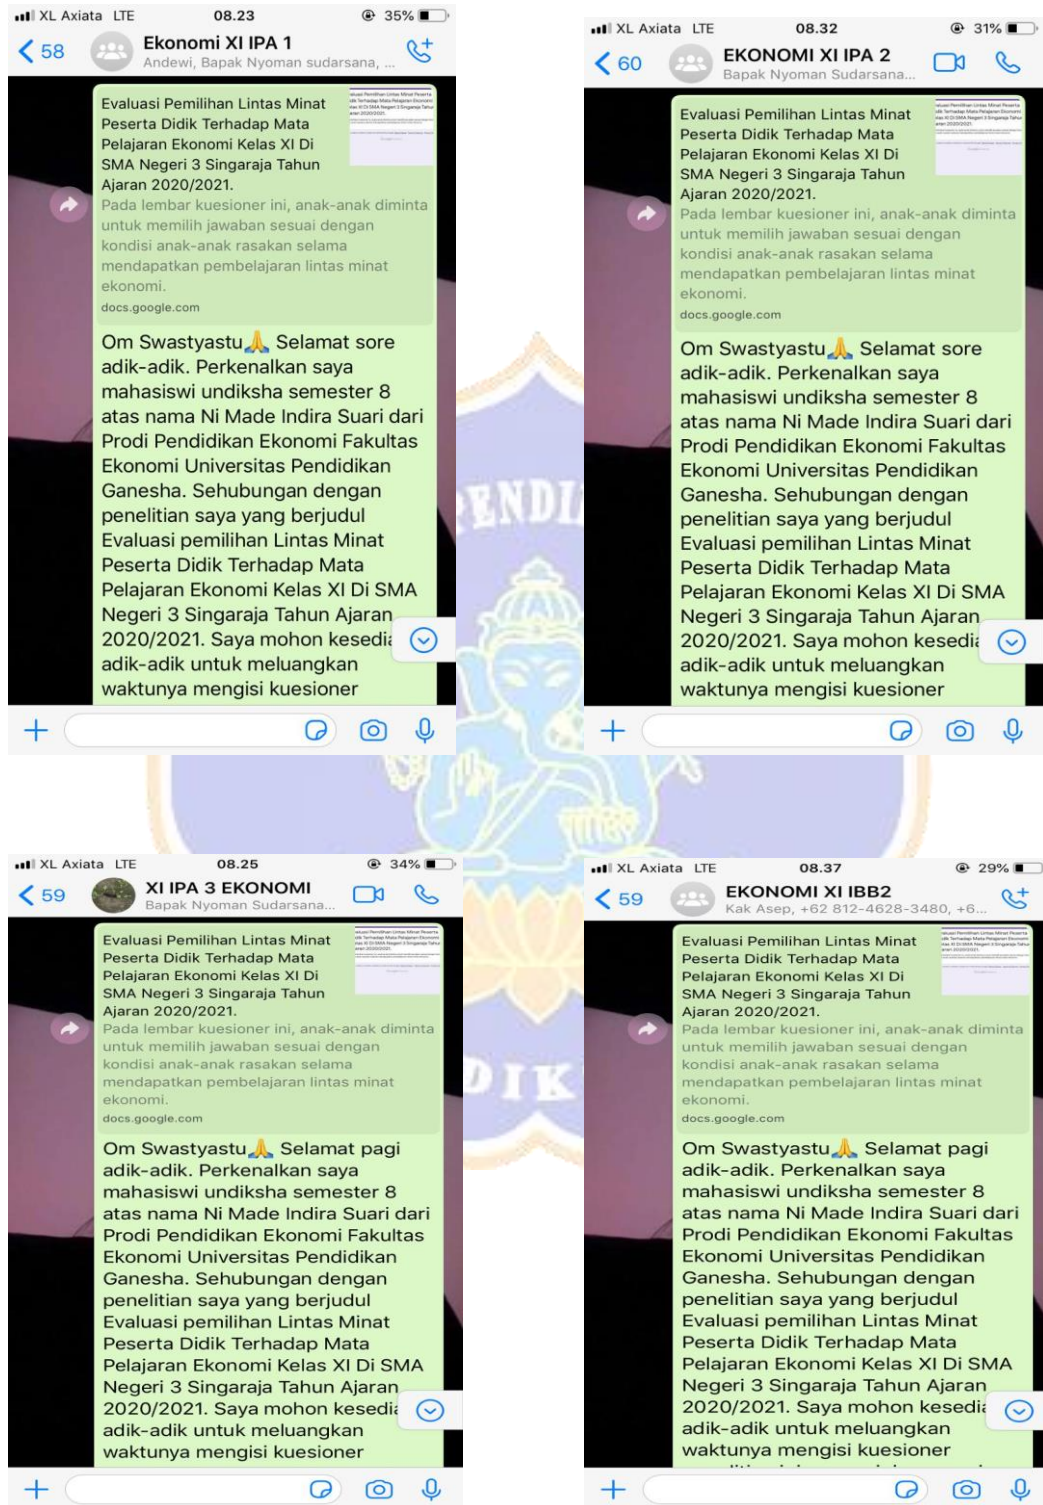 XL Axiata LTE 08.23 35%
58 Ekonomi XI IPA 1
Andewi, Bapak Nyoman sudarsana, ...
Evaluasi Pemilihan Lintas Minat
Peserta Didik Terhadap Mata
Pelajaran Ekonomi Kelas XI Di
SMA Negeri 3 Singaraja Tahun
Ajaran 2020/2021.
Pada lembar kuesioner ini, anak-anak diminta
untuk memilih jawaban sesuai dengan
kondisi anak-anak rasakan selama
mendapatkan pembelajaran lintas minat
ekonomi.
docs.google.com
Om Swastyastu🙏 Selamat sore
adik-adik. Perkenalkan saya
mahasiswi undiksha semester 8
atas nama Ni Made Indira Suari dari
Prodi Pendidikan Ekonomi Fakultas
Ekonomi Universitas Pendidikan
Ganesha. Sehubungan dengan
penelitian saya yang berjudul
Evaluasi pemilihan Lintas Minat
Peserta Didik Terhadap Mata
Pelajaran Ekonomi Kelas XI Di SMA
Negeri 3 Singaraja Tahun Ajaran
2020/2021. Saya mohon kesedia
adik-adik untuk meluangkan
waktunya mengisi kuesioner
XL Axiata LTE 08.32 31%
60 EKONOMI XI IPA 2
Bapak Nyoman Sudarsana...
Evaluasi Pemilihan Lintas Minat
Peserta Didik Terhadap Mata
Pelajaran Ekonomi Kelas XI Di
SMA Negeri 3 Singaraja Tahun
Ajaran 2020/2021.
Pada lembar kuesioner ini, anak-anak diminta
untuk memilih jawaban sesuai dengan
kondisi anak-anak rasakan selama
mendapatkan pembelajaran lintas minat
ekonomi.
docs.google.com
Om Swastyastu🙏 Selamat sore
adik-adik. Perkenalkan saya
mahasiswi undiksha semester 8
atas nama Ni Made Indira Suari dari
Prodi Pendidikan Ekonomi Fakultas
Ekonomi Universitas Pendidikan
Ganesha. Sehubungan dengan
penelitian saya yang berjudul
Evaluasi pemilihan Lintas Minat
Peserta Didik Terhadap Mata
Pelajaran Ekonomi Kelas XI Di SMA
Negeri 3 Singaraja Tahun Ajaran
2020/2021. Saya mohon kesedia
adik-adik untuk meluangkan
waktunya mengisi kuesioner
PENDI
XL Axiata LTE 08.25 34%
59 XI IPA 3 EKONOMI
Bapak Nyoman Sudarsana...
Evaluasi Pemilihan Lintas Minat
Peserta Didik Terhadap Mata
Pelajaran Ekonomi Kelas XI Di
SMA Negeri 3 Singaraja Tahun
Ajaran 2020/2021.
Pada lembar kuesioner ini, anak-anak diminta
untuk memilih jawaban sesuai dengan
kondisi anak-anak rasakan selama
mendapatkan pembelajaran lintas minat
ekonomi.
docs.google.com
Om Swastyastu🙏 Selamat pagi
adik-adik. Perkenalkan saya
mahasiswi undiksha semester 8
atas nama Ni Made Indira Suari dari
Prodi Pendidikan Ekonomi Fakultas
Ekonomi Universitas Pendidikan
Ganesha. Sehubungan dengan
penelitian saya yang berjudul
Evaluasi pemilihan Lintas Minat
Peserta Didik Terhadap Mata
Pelajaran Ekonomi Kelas XI Di SMA
Negeri 3 Singaraja Tahun Ajaran
2020/2021. Saya mohon kesedia
adik-adik untuk meluangkan
waktunya mengisi kuesioner
XL Axiata LTE 08.37 29%
59 EKONOMI XI IBB2
Kak Asep, +62 812-4628-3480, +6...
Evaluasi Pemilihan Lintas Minat
Peserta Didik Terhadap Mata
Pelajaran Ekonomi Kelas XI Di
SMA Negeri 3 Singaraja Tahun
Ajaran 2020/2021.
Pada lembar kuesioner ini, anak-anak diminta
untuk memilih jawaban sesuai dengan
kondisi anak-anak rasakan selama
mendapatkan pembelajaran lintas minat
ekonomi.
docs.google.com
Om Swastyastu🙏 Selamat pagi
adik-adik. Perkenalkan saya
mahasiswi undiksha semester 8
atas nama Ni Made Indira Suari dari
Prodi Pendidikan Ekonomi Fakultas
Ekonomi Universitas Pendidikan
Ganesha. Sehubungan dengan
penelitian saya yang berjudul
Evaluasi pemilihan Lintas Minat
Peserta Didik Terhadap Mata
Pelajaran Ekonomi Kelas XI Di SMA
Negeri 3 Singaraja Tahun Ajaran
2020/2021. Saya mohon kesedia
adik-adik untuk meluangkan
waktunya mengisi kuesioner
DIK